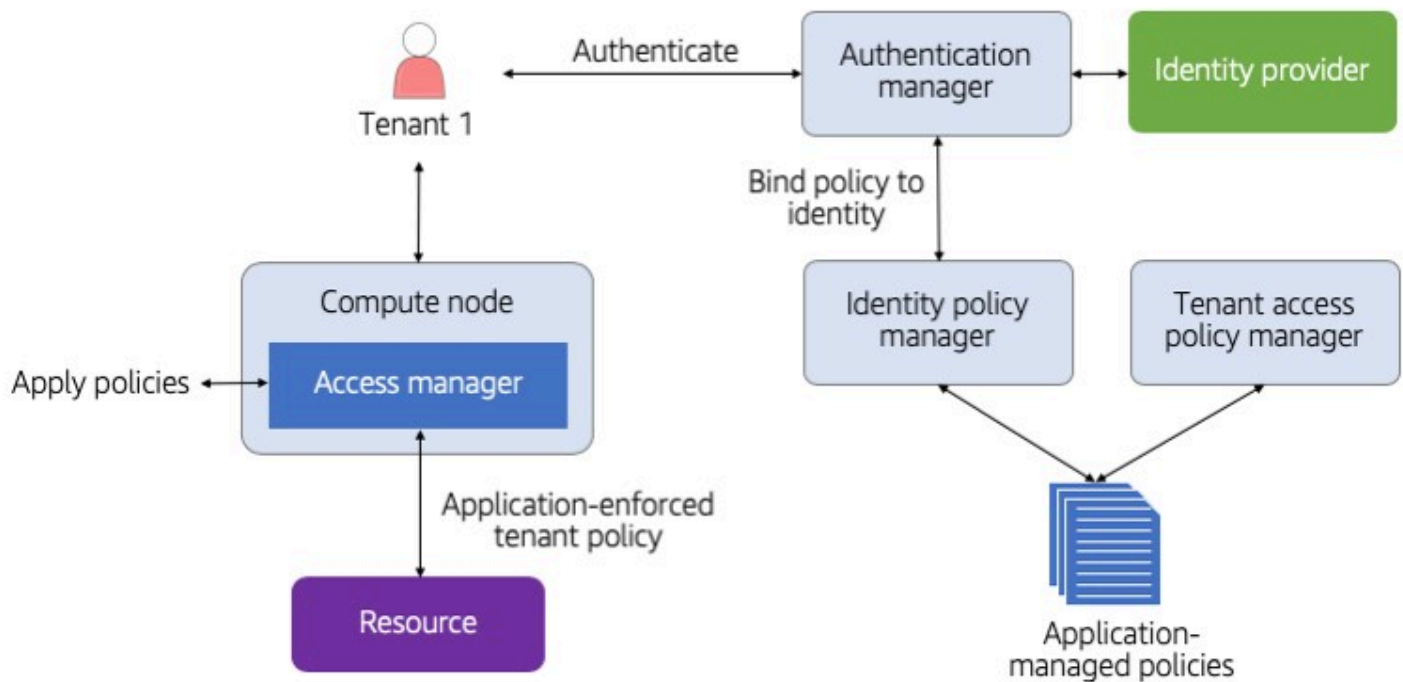 Authenticate
Authentication
manager
Identity provider
Tenant 1
Bind policy to
identity
Compute node
Identity policy
manager
Tenant access
policy manager
Apply policies
Access manager
Application-enforced
tenant policy
Resource
Application-
managed policies